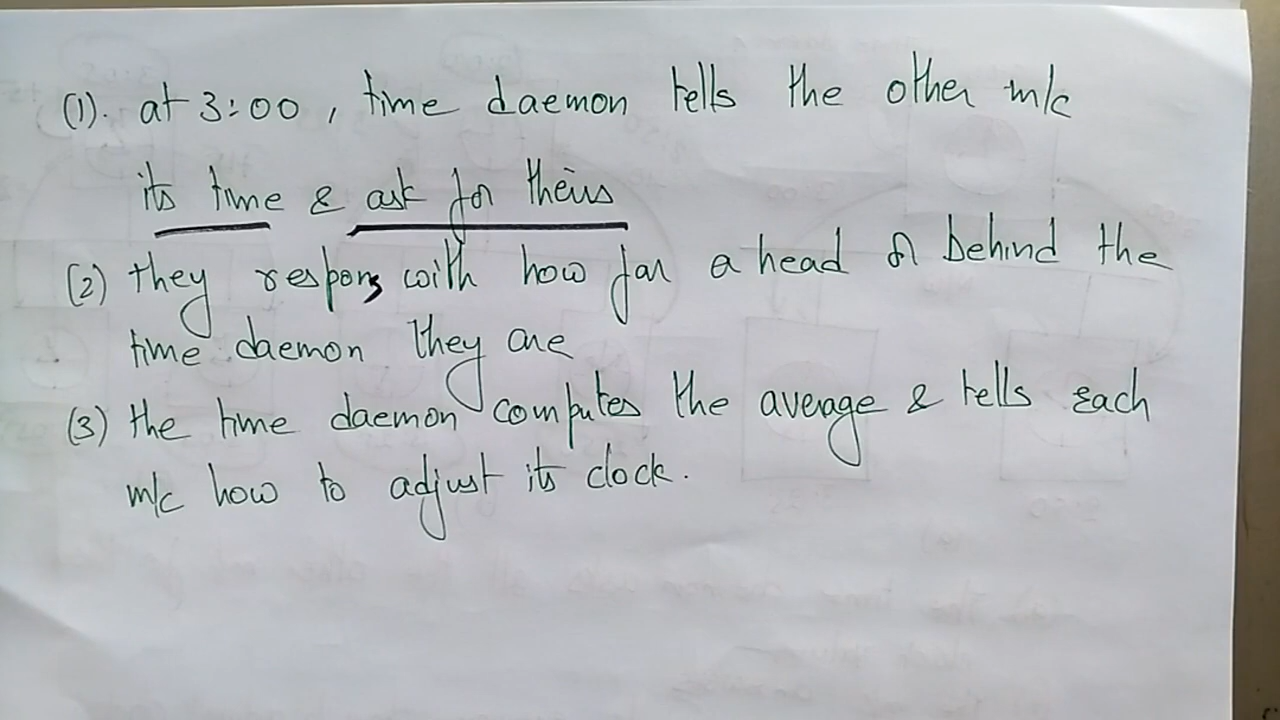 (1). at 3:00, time daemon tells the other m/c
its time & ask for theirs
(2) they respons with how far ahead or behind the
time daemon they are
(3) the time daemon computes the average & tells each
m/c how to adjust its clock.